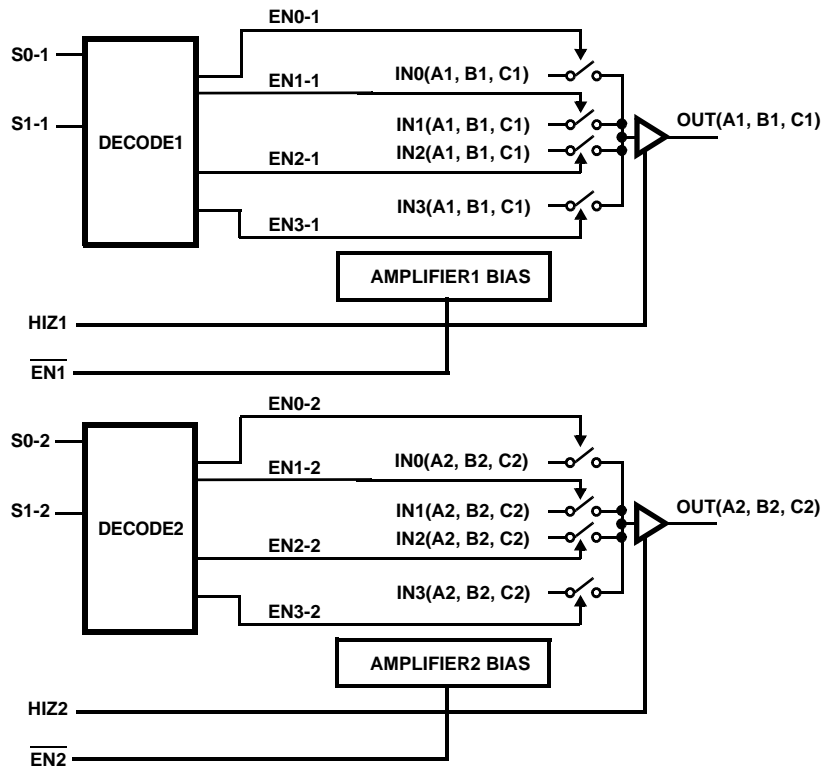 EN0-1
S0-1
EN1-1
IN0(A1, B1, C1)
S1-1
DECODE1
IN1(A1, B1, C1)
OUT(A1, B1, C1)
IN2(A1, B1, C1)
EN2-1
IN3(A1, B1, C1)
EN3-1
AMPLIFIER1 BIAS
HIZ1
EN1
EN0-2
S0-2
EN1-2
IN0(A2, B2, C2)
S1-2
DECODE2
IN1(A2, B2, C2)
OUT(A2, B2, C2)
IN2(A2, B2, C2)
EN2-2
IN3(A2, B2, C2)
EN3-2
AMPLIFIER2 BIAS
HIZ2
EN2